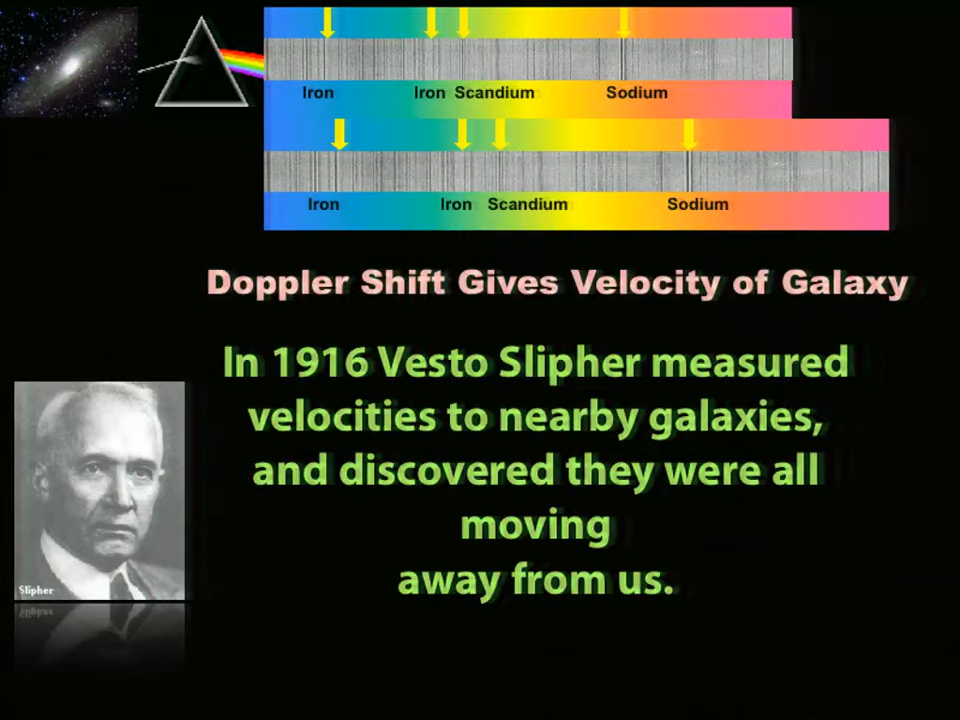 Iron Iron Scandium Sodium
Iron Iron Scandium Sodium
Doppler Shift Gives Velocity of Galaxy
In 1916 Vesto Slipher measured
velocities to nearby galaxies,
and discovered they were all
moving
away from us.
Slipher